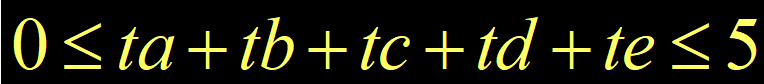 0 ≤ ta + tb + tc + td + te ≤ 5